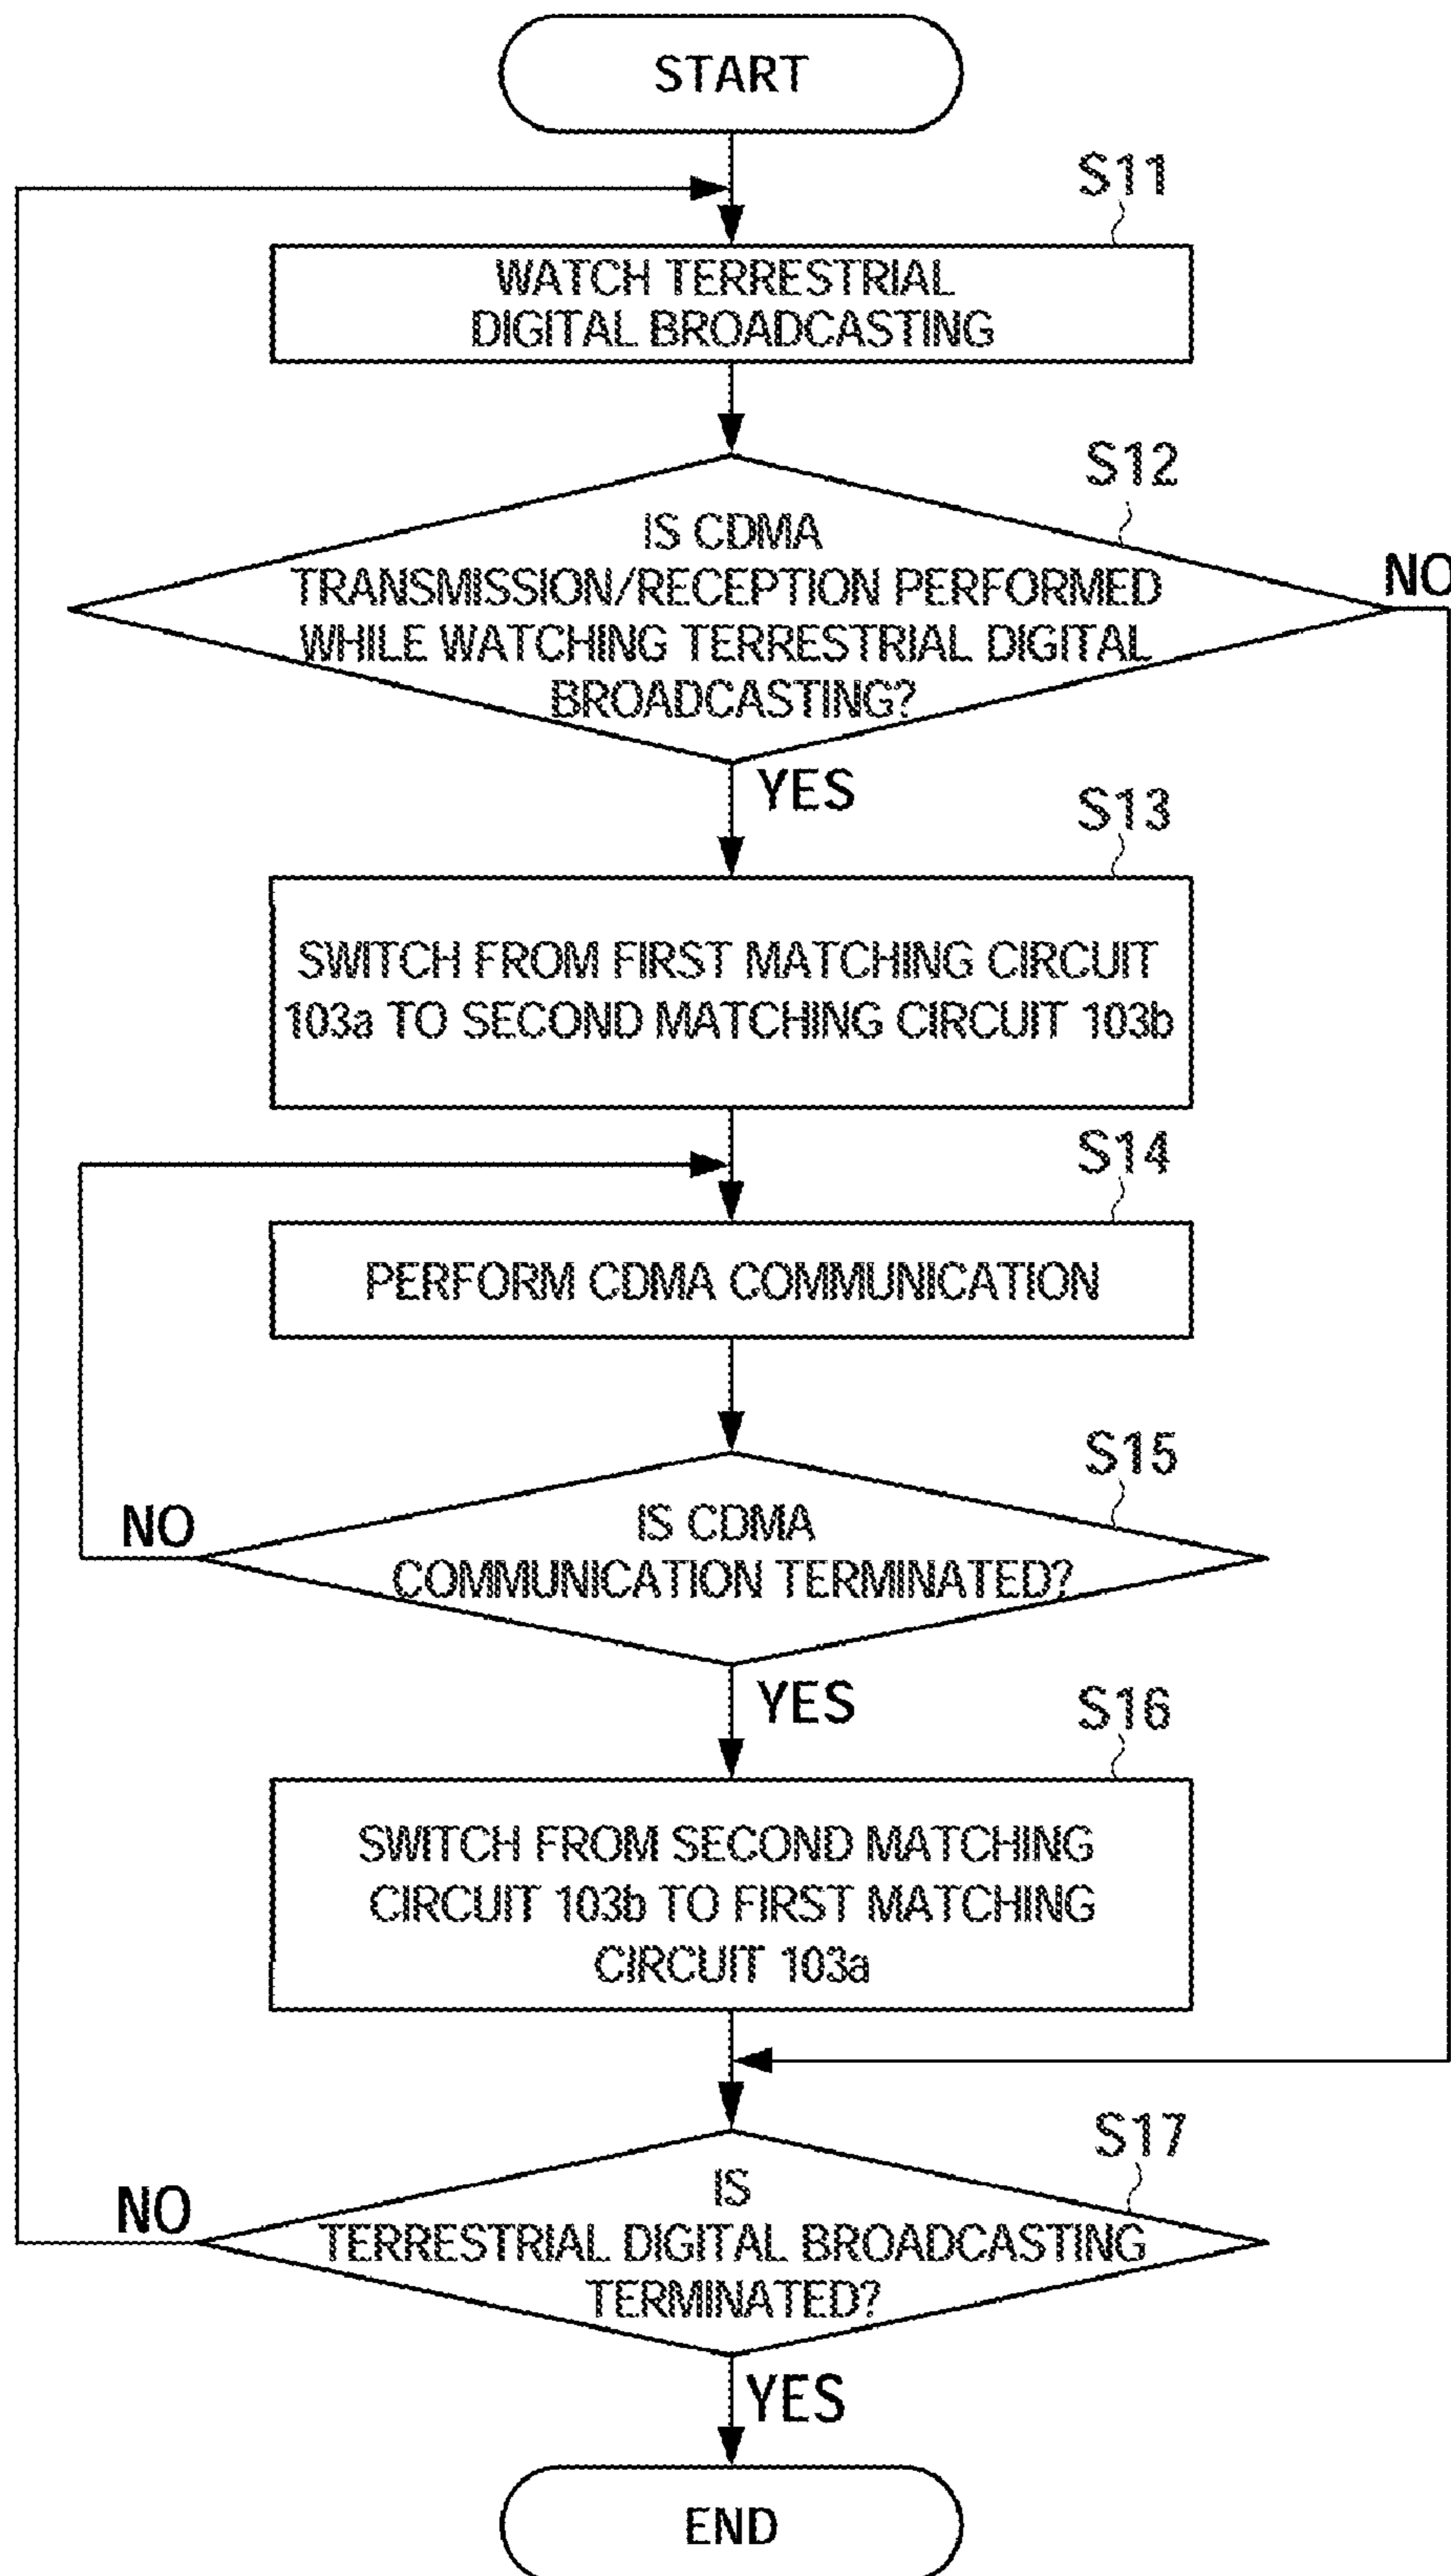 START
S11
WATCH TERRESTRIAL
DIGITAL BROADCASTING
S12
IS CDMA
TRANSMISSION/RECEPTION PERFORMED
WHILE WATCHING TERRESTRIAL DIGITAL
BROADCASTING?
NO
YES
S13
SWITCH FROM FIRST MATCHING CIRCUIT
103a TO SECOND MATCHING CIRCUIT 103b
S14
PERFORM CDMA COMMUNICATION
S15
IS CDMA
COMMUNICATION TERMINATED?
NO
YES
S16
SWITCH FROM SECOND MATCHING
CIRCUIT 103b TO FIRST MATCHING
CIRCUIT 103a
S17
IS
TERRESTRIAL DIGITAL BROADCASTING
TERMINATED?
NO
YES
END